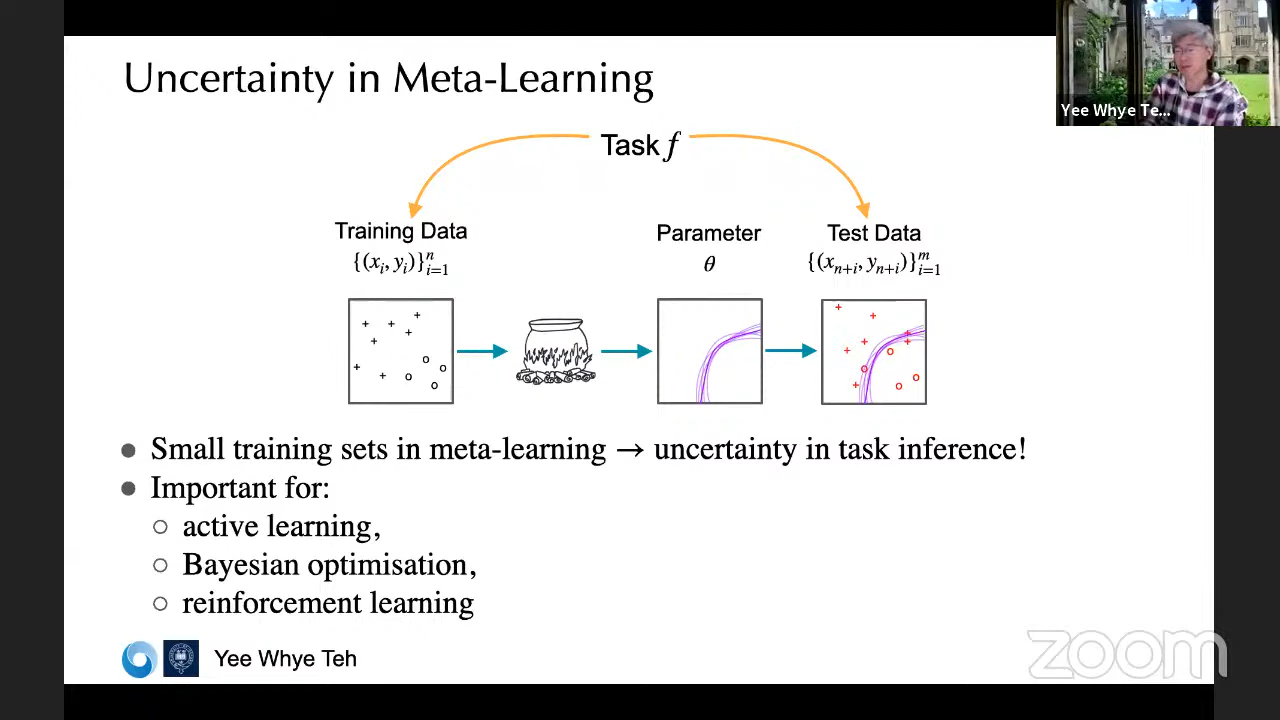 Uncertainty in Meta-Learning
Yee Whye Te...
Task f
Training Data
{(xᵢ, yᵢ)}ⁿᵢ₌₁
Parameter
θ
Test Data
{(xₙ₊ᵢ, yₙ₊ᵢ)}ᵐᵢ₌₁
● Small training sets in meta-learning → uncertainty in task inference!
● Important for:
○ active learning,
○ Bayesian optimisation,
○ reinforcement learning
Yee Whye Teh
zoom